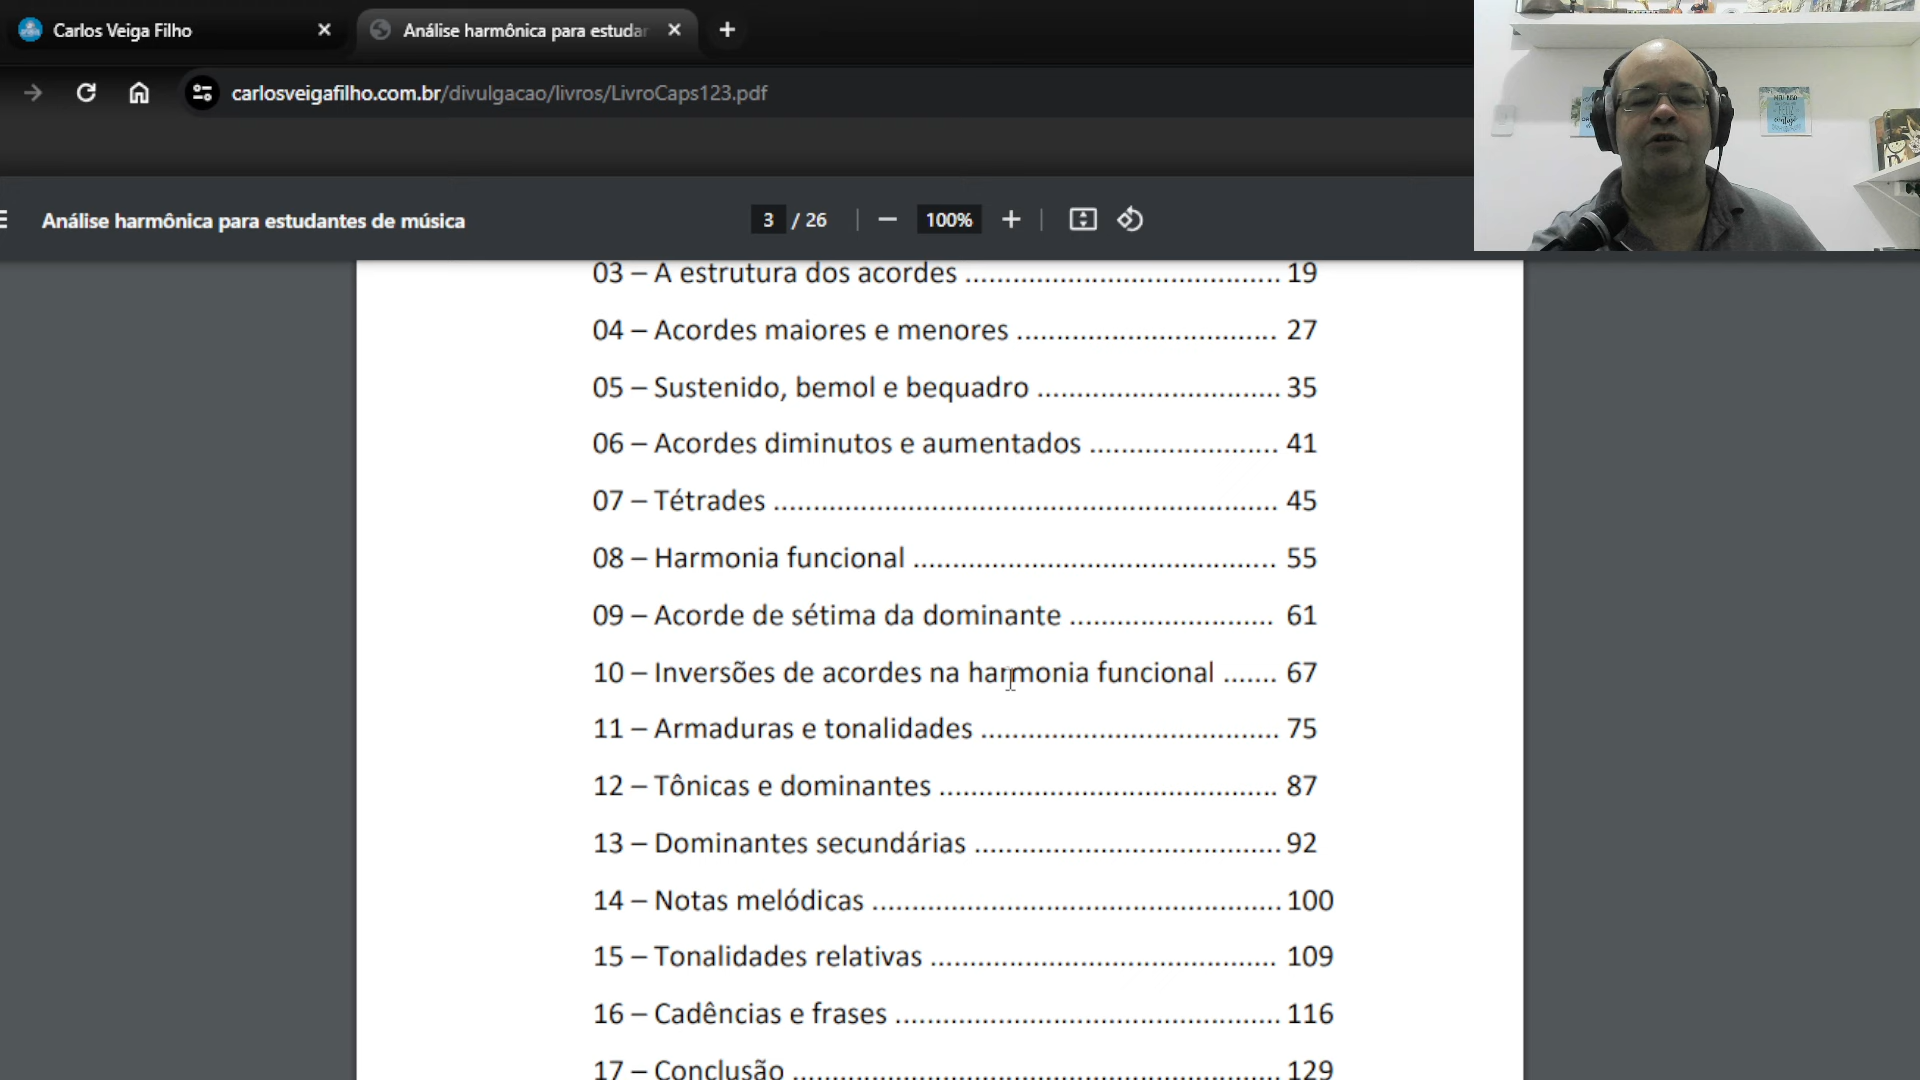 Carlos Veiga Filho
Análise harmônica para estudar
carlosveigafilho.com.br/divulgacao/livros/LivroCaps123.pdf
Análise harmônica para estudantes de música
3 / 26
100%
03 – A estrutura dos acordes ........................................ 19
04 – Acordes maiores e menores ................................. 27
05 – Sustenido, bemol e bequadro ............................... 35
06 – Acordes diminutos e aumentados ........................ 41
07 – Tétrades ............................................................... 45
08 – Harmonia funcional .............................................. 55
09 – Acorde de sétima da dominante .......................... 61
10 – Inversões de acordes na harmonia funcional ....... 67
11 – Armaduras e tonalidades ...................................... 75
12 – Tônicas e dominantes ........................................... 87
13 – Dominantes secundárias ....................................... 92
14 – Notas melódicas ................................................... 100
15 – Tonalidades relativas ............................................ 109
16 – Cadências e frases ................................................ 116
17 – Conclusão ............................................................. 129